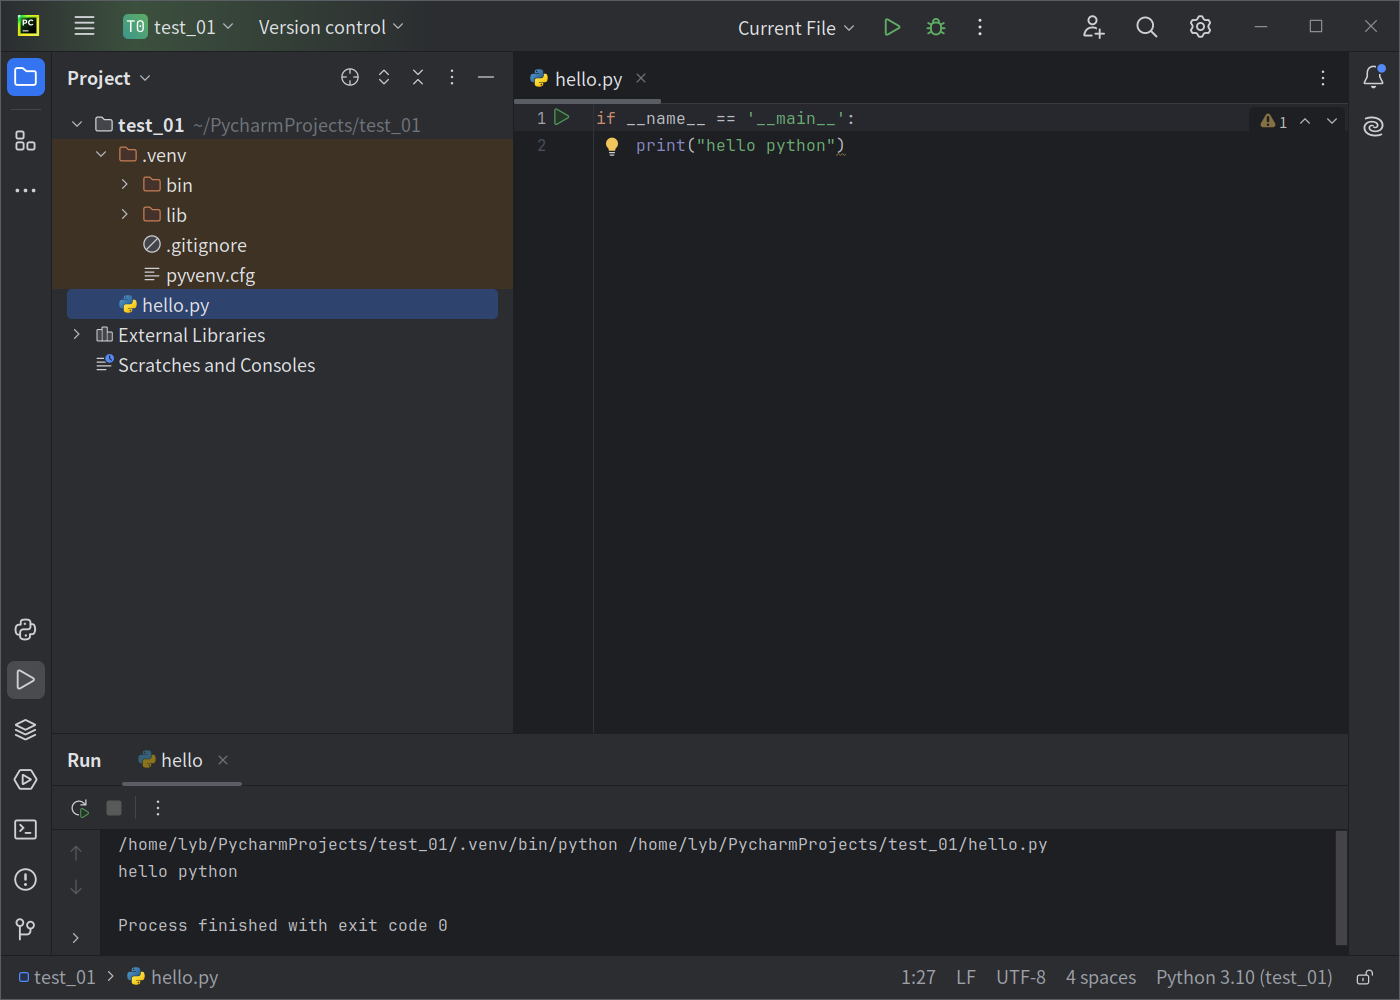 PC
T0 test_01
Version control
Current File
Project
hello.py
test_01 ~/PycharmProjects/test_01
.venv
bin
lib
.gitignore
pyvenv.cfg
hello.py
External Libraries
Scratches and Consoles
1 if __name__ == '__main__':
2 print("hello python")
1
Run
hello
/home/lyb/PycharmProjects/test_01/.venv/bin/python /home/lyb/PycharmProjects/test_01/hello.py
hello python
Process finished with exit code 0
test_01 hello.py
1:27 LF UTF-8 4 spaces Python 3.10 (test_01)